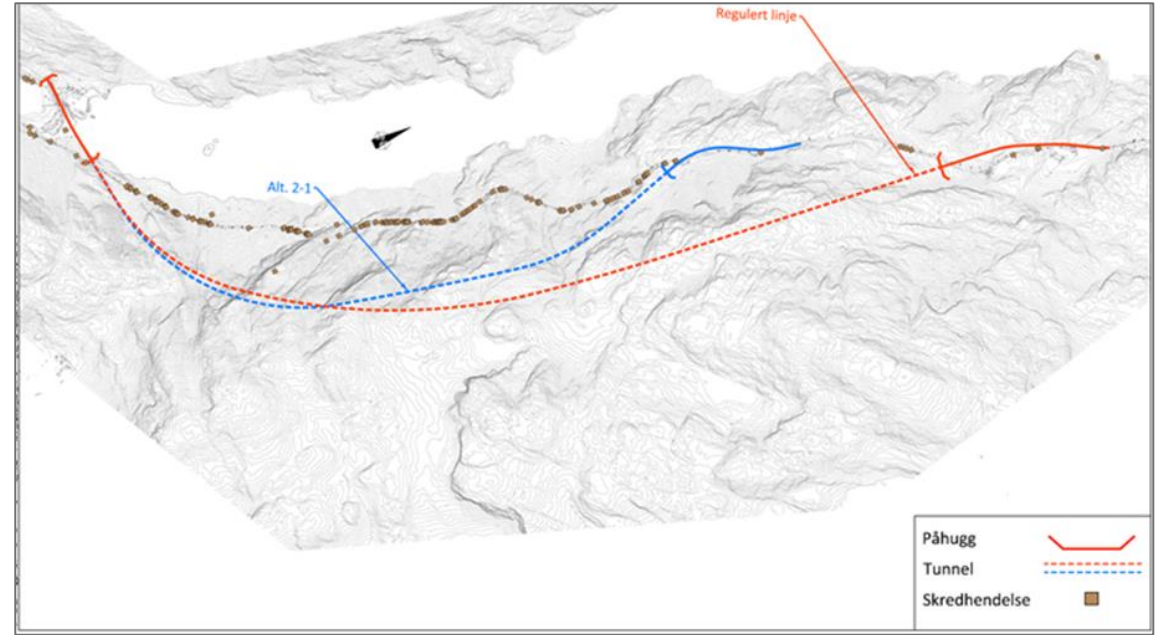 Regulert linje
Alt. 2-1
Påhugg
Tunnel
Skredhendelse